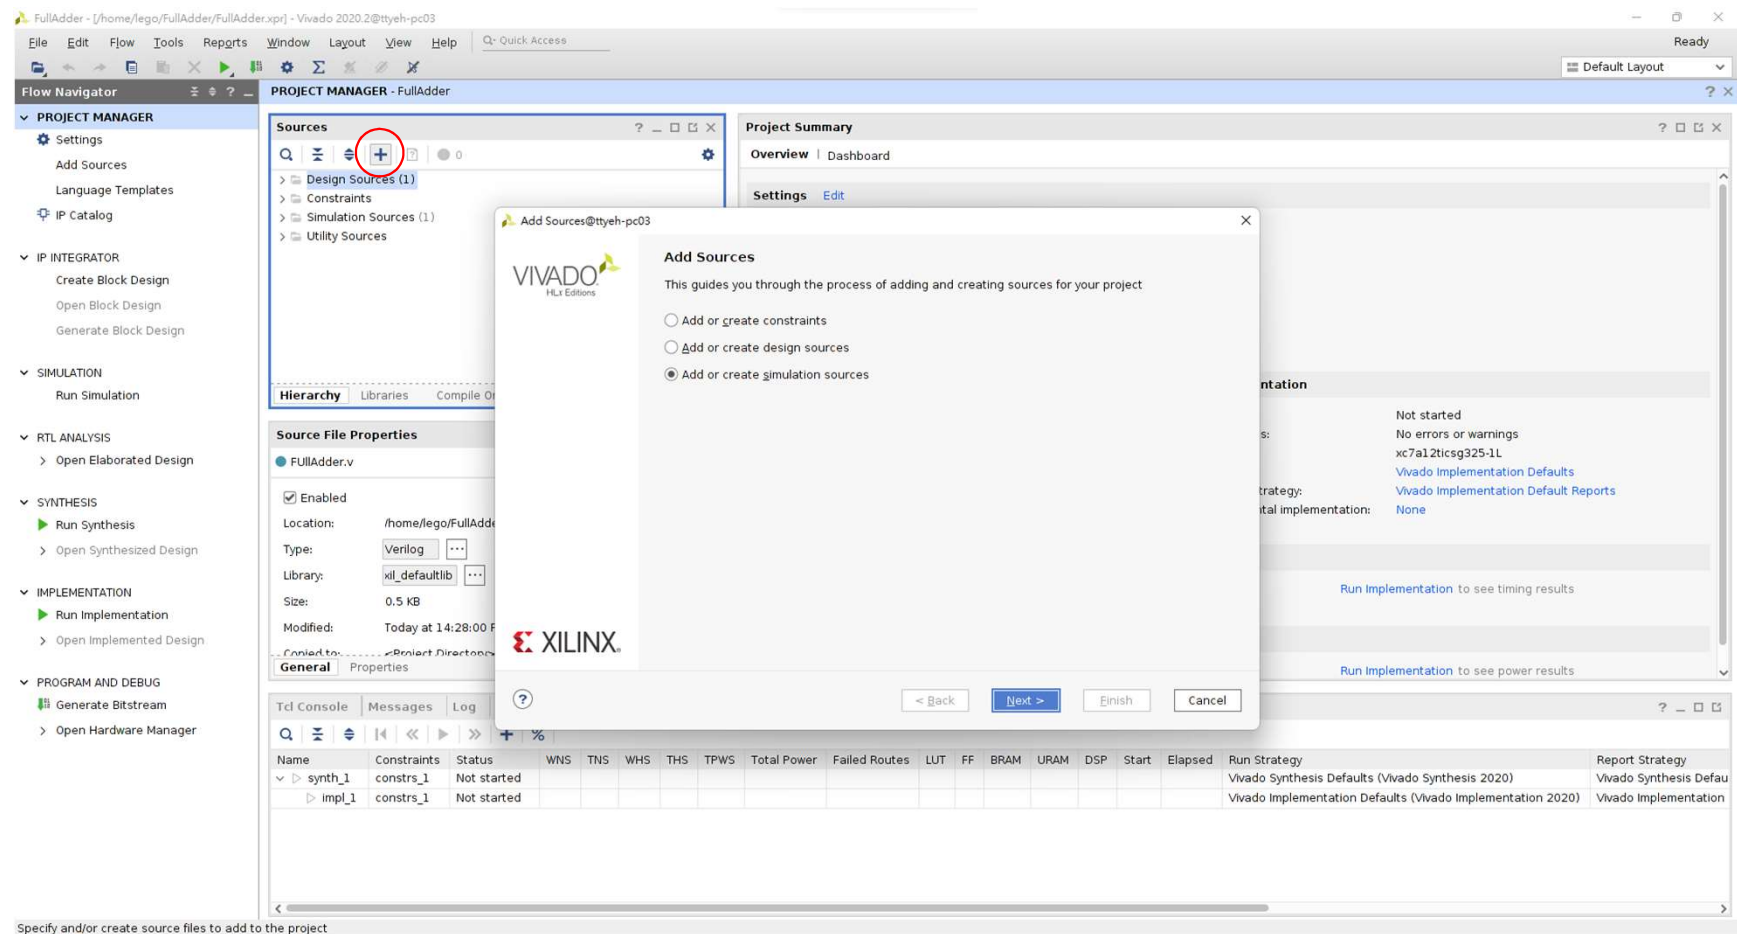 FullAdder - [/home/lego/FullAdder/FullAdder.xpr] - Vivado 2020.2@ttyeh-pc03
File Edit Flow Tools Reports Window Layout View Help Quick Access Ready
Default Layout
Flow Navigator ? PROJECT MANAGER - FullAdder ?
PROJECT MANAGER
Settings
Add Sources
Language Templates
IP Catalog
IP INTEGRATOR
Create Block Design
Open Block Design
Generate Block Design
SIMULATION
Run Simulation
RTL ANALYSIS
Open Elaborated Design
SYNTHESIS
Run Synthesis
Open Synthesized Design
IMPLEMENTATION
Run Implementation
Open Implemented Design
PROGRAM AND DEBUG
Generate Bitstream
Open Hardware Manager
Sources ?
0
Design Sources (1)
Constraints
Simulation Sources (1)
Utility Sources
Hierarchy Libraries Compile
Source File Properties
FUllAdder.v
Enabled
Location: /home/lego/FullAdde
Type: Verilog ...
Library: xil_defaultlib ...
Size: 0.5 KB
Modified: Today at 14:28:00
Copied to: <Project Directory>
General Properties
Project Summary ?
Overview | Dashboard
Settings Edit
ntation
Not started
s: No errors or warnings
xc7a12ticsg325-1L
Vivado Implementation Defaults
trategy: Vivado Implementation Default Reports
tal implementation: None
Run Implementation to see timing results
Run Implementation to see power results
Add Sources@ttyeh-pc03
VIVADO
HLx Editions
XILINX
Add Sources
This guides you through the process of adding and creating sources for your project
Add or create constraints
Add or create design sources
Add or create simulation sources
? < Back Next > Finish Cancel
Tcl Console Messages Log ?
%
Name Constraints Status WNS TNS WHS THS TPWS Total Power Failed Routes LUT FF BRAM URAM DSP Start Elapsed Run Strategy Report Strategy
synth_1 constrs_1 Not started Vivado Synthesis Defaults (Vivado Synthesis 2020) Vivado Synthesis Defau
impl_1 constrs_1 Not started Vivado Implementation Defaults (Vivado Implementation 2020) Vivado Implementation
Specify and/or create source files to add to the project